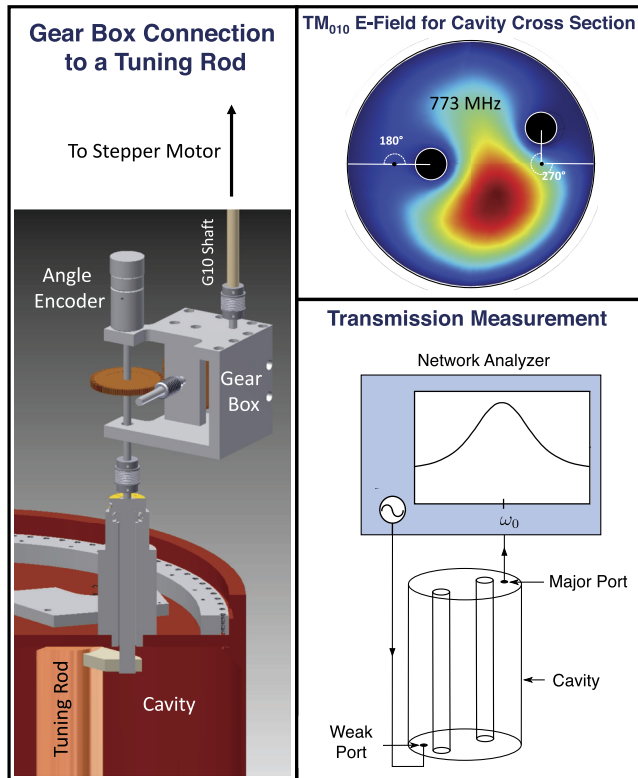 Gear Box Connection
to a Tuning Rod
To Stepper Motor
G10 Shaft
Angle
Encoder
Gear
Box
Tuning Rod
Cavity
TM₀₁₀ E-Field for Cavity Cross Section
773 MHz
180°
270°
Transmission Measurement
Network Analyzer
ω₀
Major Port
Cavity
Weak
Port